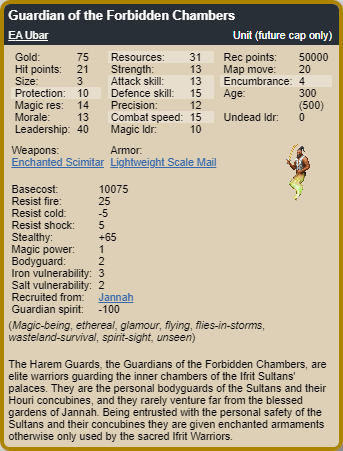 Guardian of the Forbidden Chambers
EA Ubar Unit (future cap only)
Gold: 75 Resources: 31 Rec points: 50000
Hit points: 21 Strength: 13 Map move: 20
Size: 3 Attack skill: 13 Encumbrance: 4
Protection: 10 Defence skill: 15 Age: 300
Magic res: 14 Precision: 12 (500)
Morale: 13 Combat speed: 15 Undead ldr: 0
Leadership: 40 Magic ldr: 10
Weapons: Armor:
Enchanted Scimitar Lightweight Scale Mail
Basecost: 10075
Resist fire: 25
Resist cold: -5
Resist shock: 5
Stealthy: +65
Magic power: 1
Bodyguard: 2
Iron vulnerability: 3
Salt vulnerability: 2
Recruited from: Jannah
Guardian spirit: -100
(Magic-being, ethereal, glamour, flying, flies-in-storms,
wasteland-survival, spirit-sight, unseen)
The Harem Guards, the Guardians of the Forbidden Chambers, are
elite warriors guarding the inner chambers of the Ifrit Sultans'
palaces. They are the personal bodyguards of the Sultans and their
Houri concubines, and they rarely venture far from the blessed
gardens of Jannah. Being entrusted with the personal safety of the
Sultans and their concubines they are given enchanted armaments
otherwise only used by the sacred Ifrit Warriors.